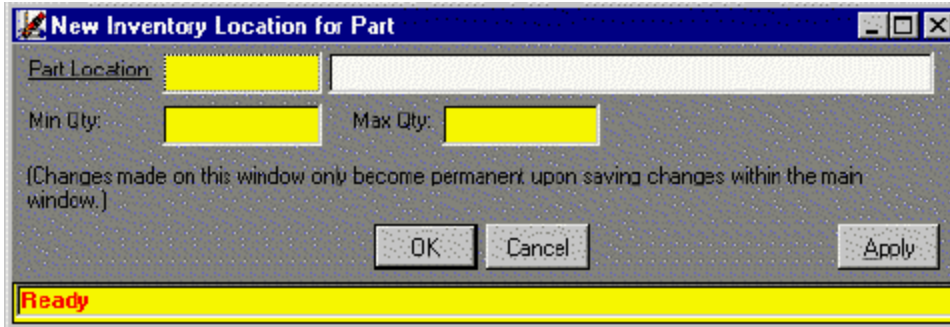 New Inventory Location for Part
Part Location:
Min Qty: Max Qty:
(Changes made on this window only become permanent upon saving changes within the main
window.)
OK Cancel Apply
Ready